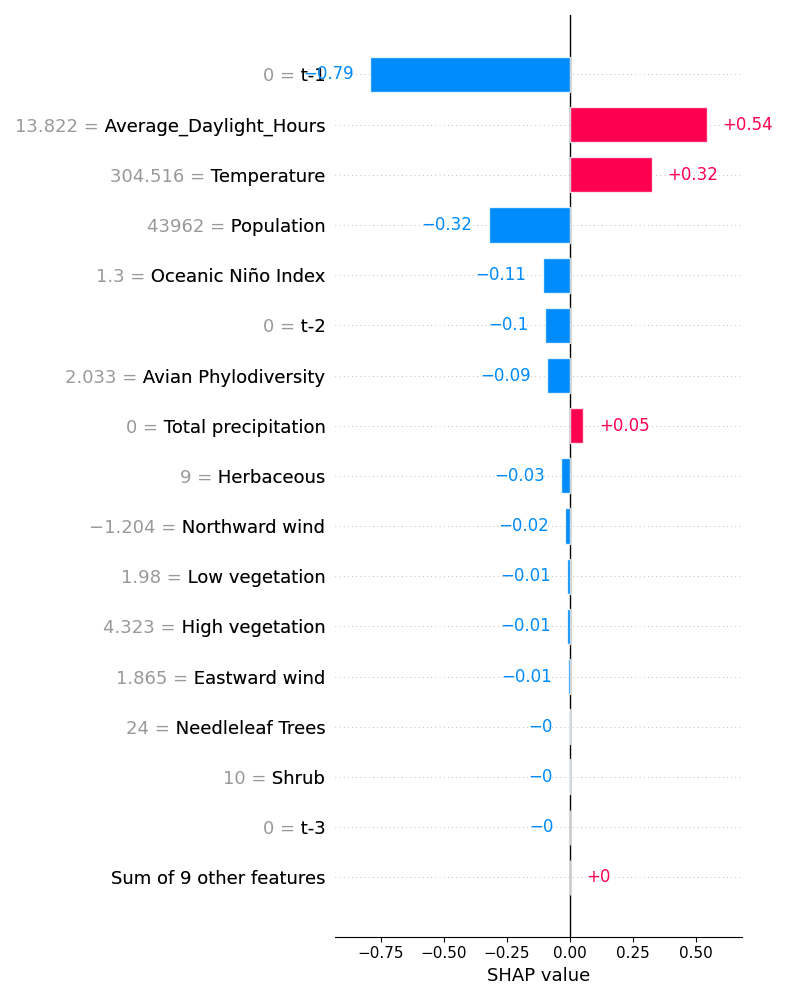 0 = t-1 −0.79
13.822 = Average_Daylight_Hours +0.54
304.516 = Temperature +0.32
43962 = Population −0.32
1.3 = Oceanic Niño Index −0.11
0 = t-2 −0.1
2.033 = Avian Phylodiversity −0.09
0 = Total precipitation +0.05
9 = Herbaceous −0.03
−1.204 = Northward wind −0.02
1.98 = Low vegetation −0.01
4.323 = High vegetation −0.01
1.865 = Eastward wind −0.01
24 = Needleleaf Trees −0
10 = Shrub −0
0 = t-3 −0
Sum of 9 other features +0
−0.75 −0.50 −0.25 0.00 0.25 0.50
SHAP value